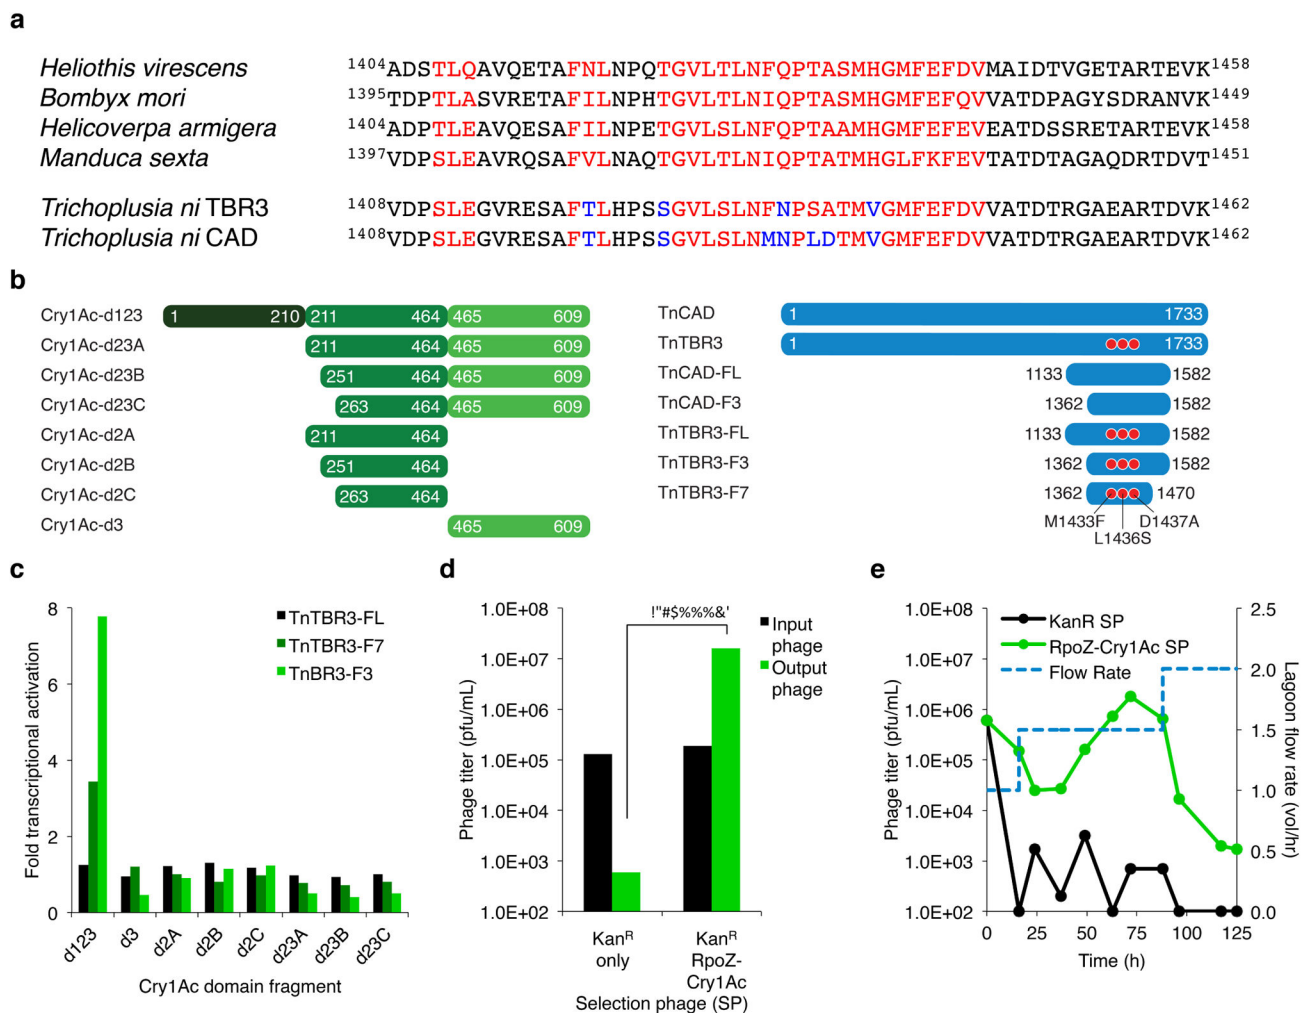 a
Heliothis virescens 1404ADSTLQAVQETAFNLNPQTGVLTLNFQPTASMHGMFEFDVMAIDTVGETARTEVK1458
Bombyx mori 1395TDPTLASVRETAFILNPHTGVLTLNIQPTASMHGMFEFQVVATDPAGYSDRANVK1449
Helicoverpa armigera 1404ADPTLEAVQESAFILNPETGVLSLNFQPTAAMHGMFEFEVEATDSSRETARTEVK1458
Manduca sexta 1397VDPSLEAVRQSAFVLNAQTGVLSLNIQPTATMHGLFKFEVTATDTAGAQDRTDVT1451
Trichoplusia ni TBR3 1408VDPSLEGVRESAFTLHPSSGVLSLNFNPSATMVGMFEFDVVATDTRGAEARTDVK1462
Trichoplusia ni CAD 1408VDPSLEGVRESAFTLHPSSGVLSLNMNPLDTMVGMFEFDVVATDTRGAEARTDVK1462
b
Cry1Ac-d123 1 210 211 464 465 609
Cry1Ac-d23A 211 464 465 609
Cry1Ac-d23B 251 464 465 609
Cry1Ac-d23C 263 464 465 609
Cry1Ac-d2A 211 464
Cry1Ac-d2B 251 464
Cry1Ac-d2C 263 464
Cry1Ac-d3 465 609
TnCAD 1 1733
TnTBR3 1 1733
TnCAD-FL 1133 1582
TnCAD-F3 1362 1582
TnTBR3-FL 1133 1582
TnTBR3-F3 1362 1582
TnTBR3-F7 1362 1470
M1433F D1437A
L1436S
c
Fold transcriptional activation
8
6
4
2
0
TnTBR3-FL
TnTBR3-F7
TnBR3-F3
d123 d3 d2A d2B d2C d23A d23B d23C
Cry1Ac domain fragment
d
Phage titer (pfu/mL)
1.0E+08
1.0E+07
1.0E+06
1.0E+05
1.0E+04
1.0E+03
1.0E+02
!"#$%%%&'
Input phage
Output phage
KanR only
KanR RpoZ-Cry1Ac
Selection phage (SP)
e
Phage titer (pfu/mL)
1.0E+08
1.0E+07
1.0E+06
1.0E+05
1.0E+04
1.0E+03
1.0E+02
KanR SP
RpoZ-Cry1Ac SP
Flow Rate
2.5
2.0
1.5
1.0
0.5
0.0
Lagoon flow rate (vol/hr)
0 25 50 75 100 125
Time (h)